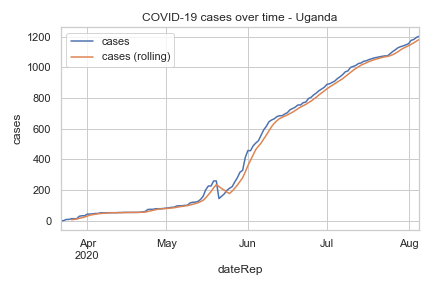 COVID-19 cases over time - Uganda
cases
cases (rolling)
1200
1000
800
600
400
200
0
cases
Apr
2020
May
Jun
Jul
Aug
dateRep